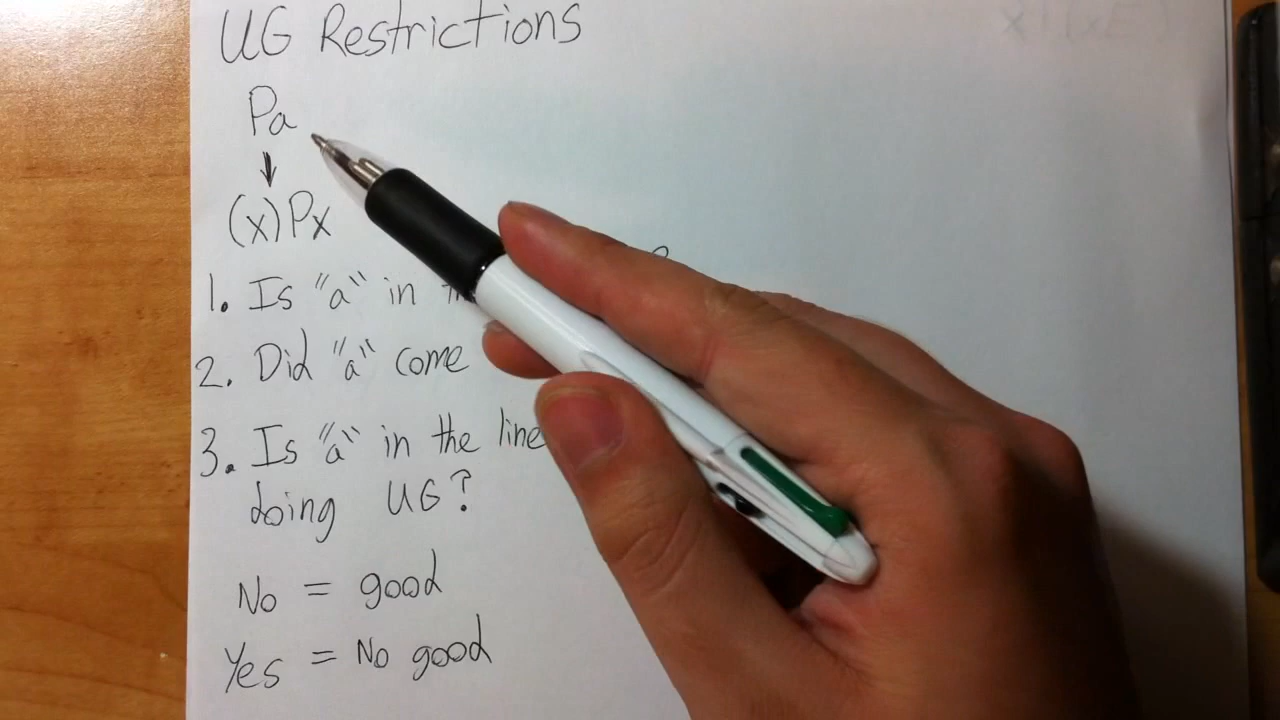 UG Restrictions
Pa
↓
(x)Px
1. Is "a" in
2. Did "a" come
3. Is "a" in the line
doing UG?
No = good
Yes = No good